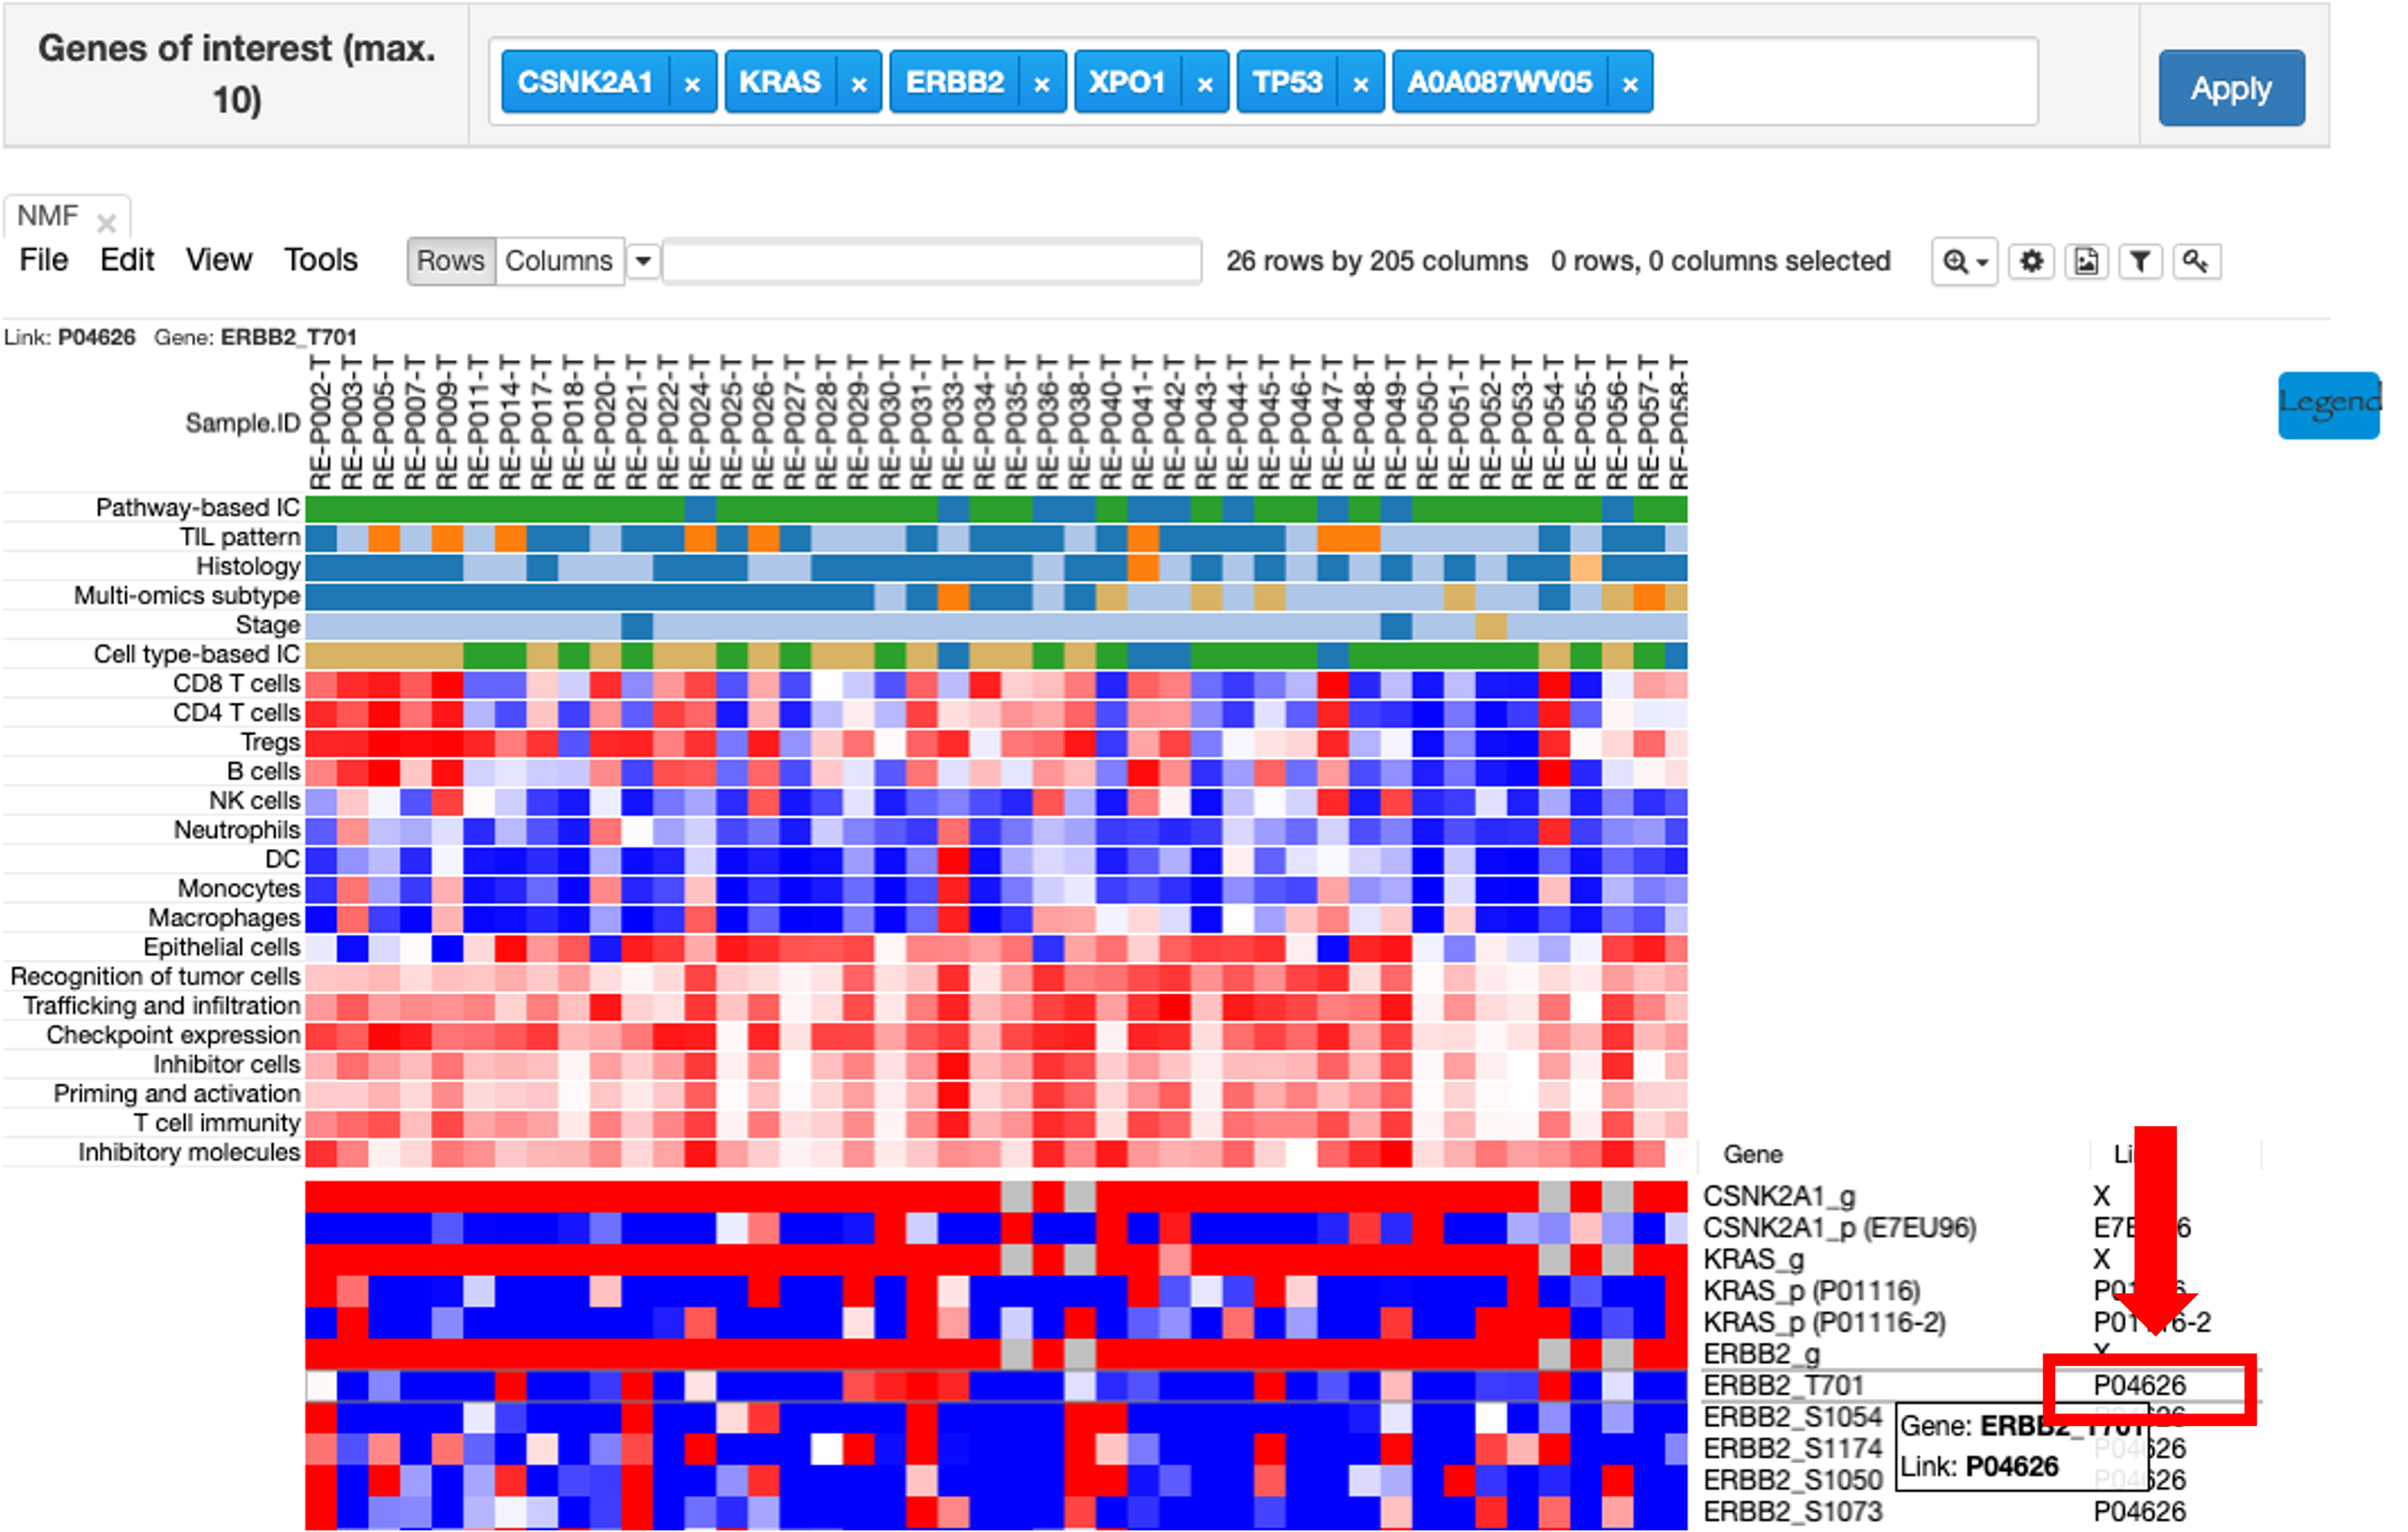 Genes of interest (max. 10)
CSNK2A1 × KRAS × ERBB2 × XPO1 × TP53 × A0A087WV05 ×
Apply
NMF ×
File Edit View Tools Rows Columns 26 rows by 205 columns 0 rows, 0 columns selected
Link: P04626 Gene: ERBB2_T701
Legend
Sample.ID
RE-P002-T RE-P003-T RE-P005-T RE-P007-T RE-P009-T RE-P011-T RE-P014-T RE-P017-T RE-P018-T RE-P020-T RE-P021-T RE-P022-T RE-P024-T RE-P025-T RE-P026-T RE-P027-T RE-P028-T RE-P029-T RE-P030-T RE-P031-T RE-P033-T RE-P034-T RE-P035-T RE-P036-T RE-P038-T RE-P040-T RE-P041-T RE-P042-T RE-P043-T RE-P044-T RE-P045-T RE-P046-T RE-P047-T RE-P048-T RE-P049-T RE-P050-T RE-P051-T RE-P052-T RE-P053-T RE-P054-T RE-P055-T RE-P056-T RE-P057-T RE-P058-T
Pathway-based IC
TIL pattern
Histology
Multi-omics subtype
Stage
Cell type-based IC
CD8 T cells
CD4 T cells
Tregs
B cells
NK cells
Neutrophils
DC
Monocytes
Macrophages
Epithelial cells
Recognition of tumor cells
Trafficking and infiltration
Checkpoint expression
Inhibitor cells
Priming and activation
T cell immunity
Inhibitory molecules
Gene
CSNK2A1_g X
CSNK2A1_p (E7EU96)
KRAS_g X
KRAS_p (P01116)
KRAS_p (P01116-2)
ERBB2_g
ERBB2_T701 P04626
ERBB2_S1054
Gene: ERBB2_T701
ERBB2_S1174 P04626
Link: P04626
ERBB2_S1050 P04626
ERBB2_S1073 P04626